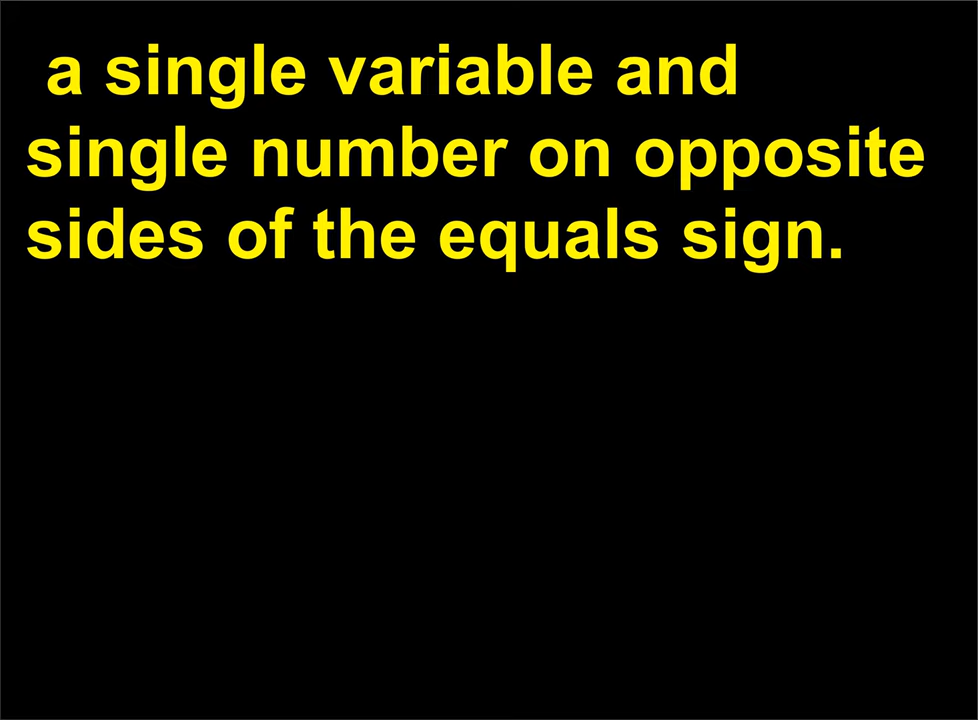 a single variable and
single number on opposite
sides of the equals sign.